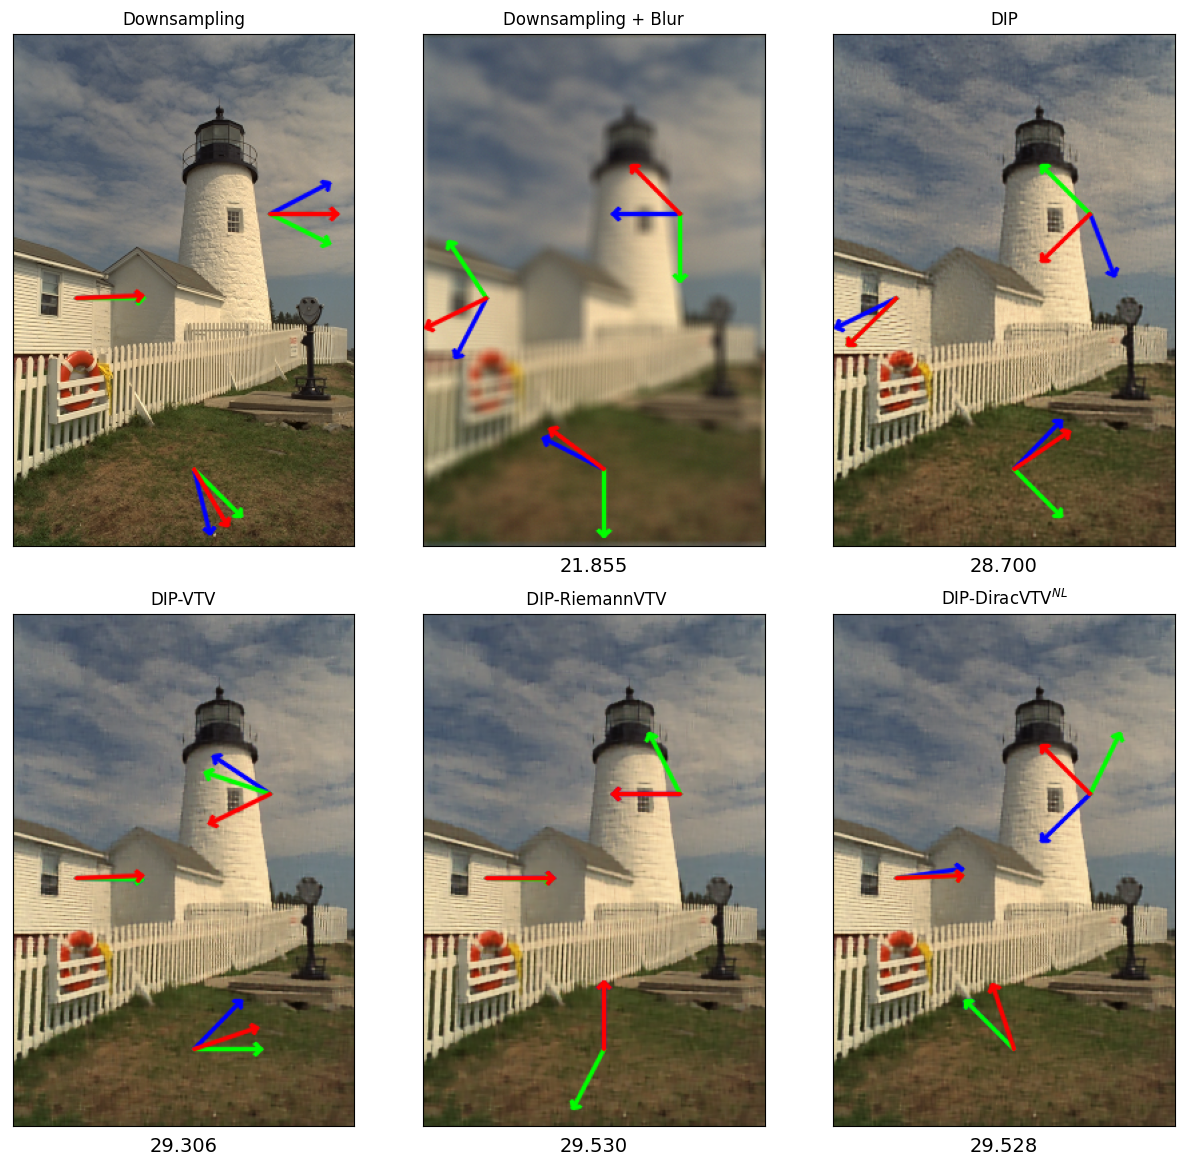 Downsampling
Downsampling + Blur
DIP
21.855
28.700
DIP-VTV
DIP-RiemannVTV
DIP-DiracVTV^{NL}
29.306
29.530
29.528